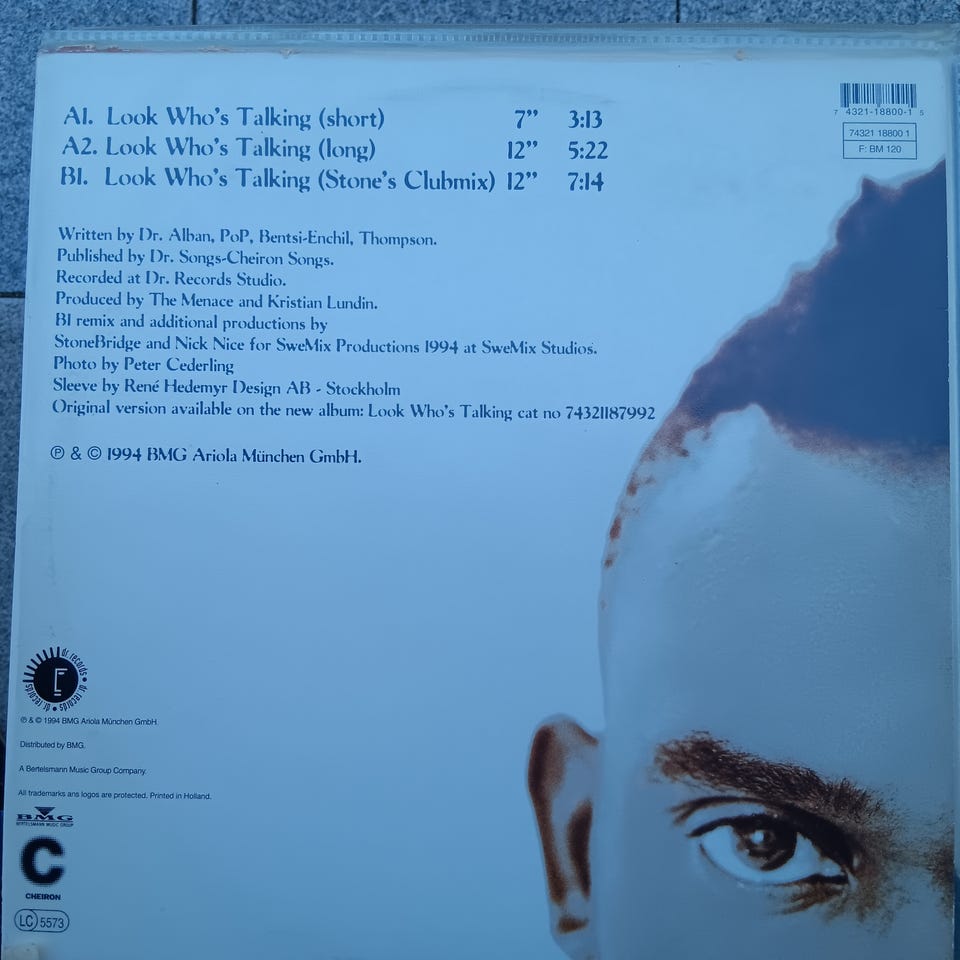 A1. Look Who's Talking (short) 7" 3:13
A2. Look Who's Talking (long) 12" 5:22
B1. Look Who's Talking (Stone's Clubmix) 12" 7:14
7 4321-18800-1 5
74321 18800 1
F: BM 120
Written by Dr. Alban, PoP, Bentsi-Enchil, Thompson.
Published by Dr. Songs-Cheiron Songs.
Recorded at Dr. Records Studio.
Produced by The Menace and Kristian Lundin.
B1 remix and additional productions by
StoneBridge and Nick Nice for SweMix Productions 1994 at SweMix Studios.
Photo by Peter Cederling
Sleeve by René Hedemyr Design AB - Stockholm
Original version available on the new album: Look Who's Talking cat no 74321187992
℗ & © 1994 BMG Ariola München GmbH.
dr. records • dr. records • dr. records •
℗ & © 1994 BMG Ariola München GmbH.
Distributed by BMG.
A Bertelsmann Music Group Company.
All trademarks ans logos are protected. Printed in Holland.
BMG
BERTELSMANN MUSIC GROUP
C
CHEIRON
LC 5573